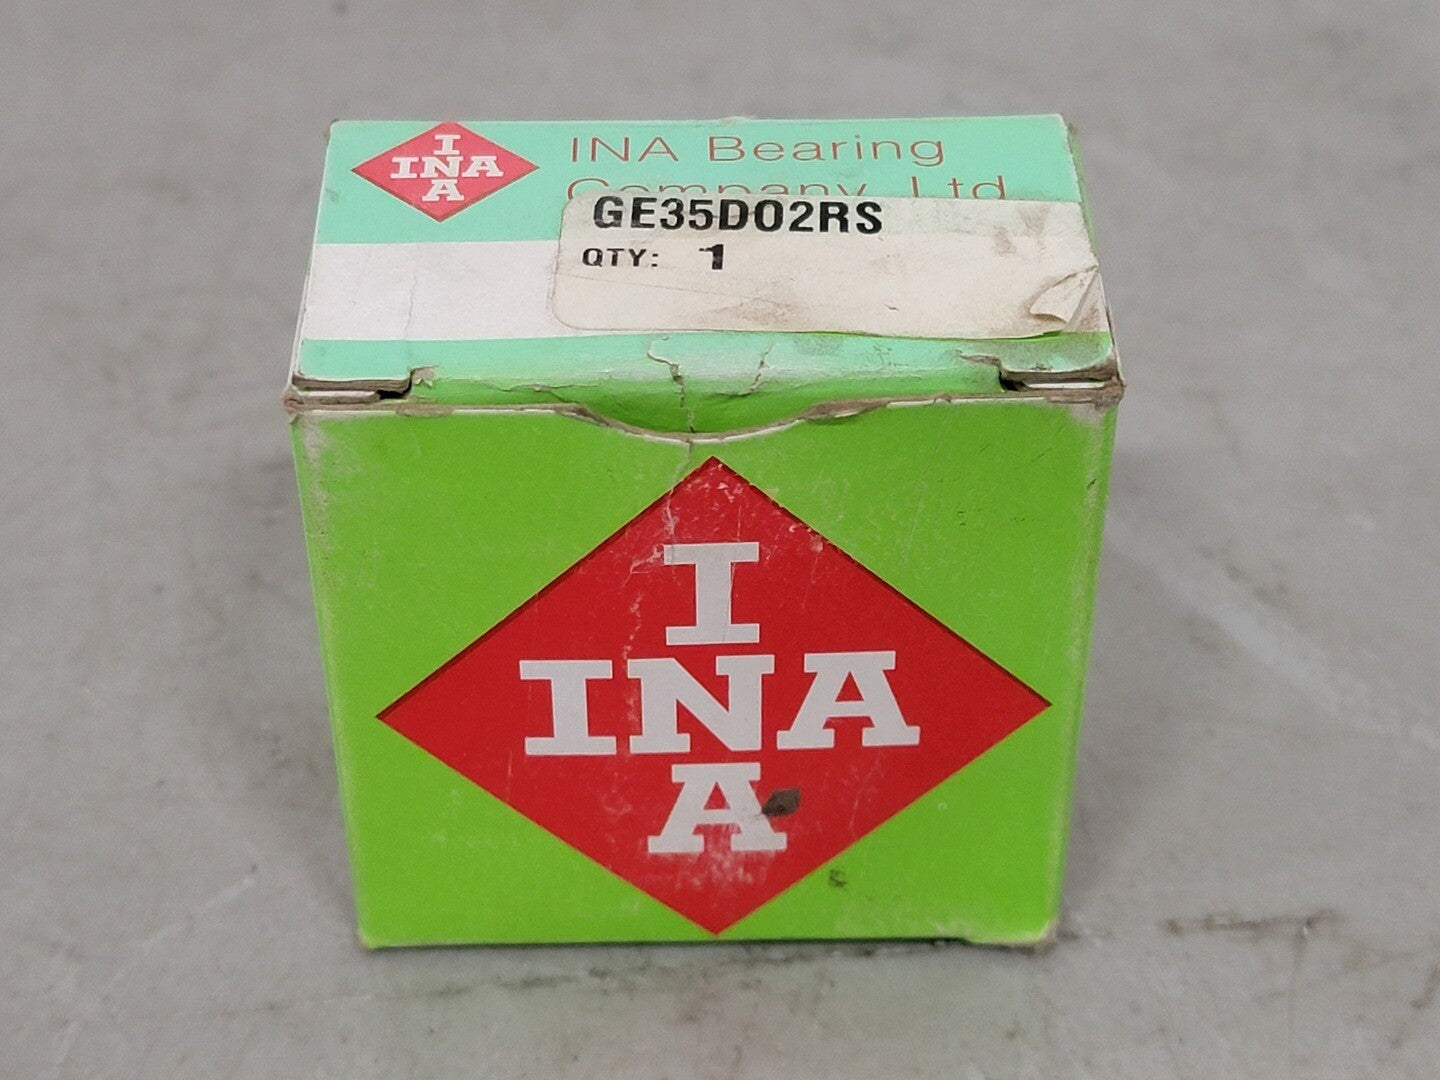 I
INA
A
INA Bearing
Company, Ltd.
GE35DO2RS
QTY: 1
I
INA
A